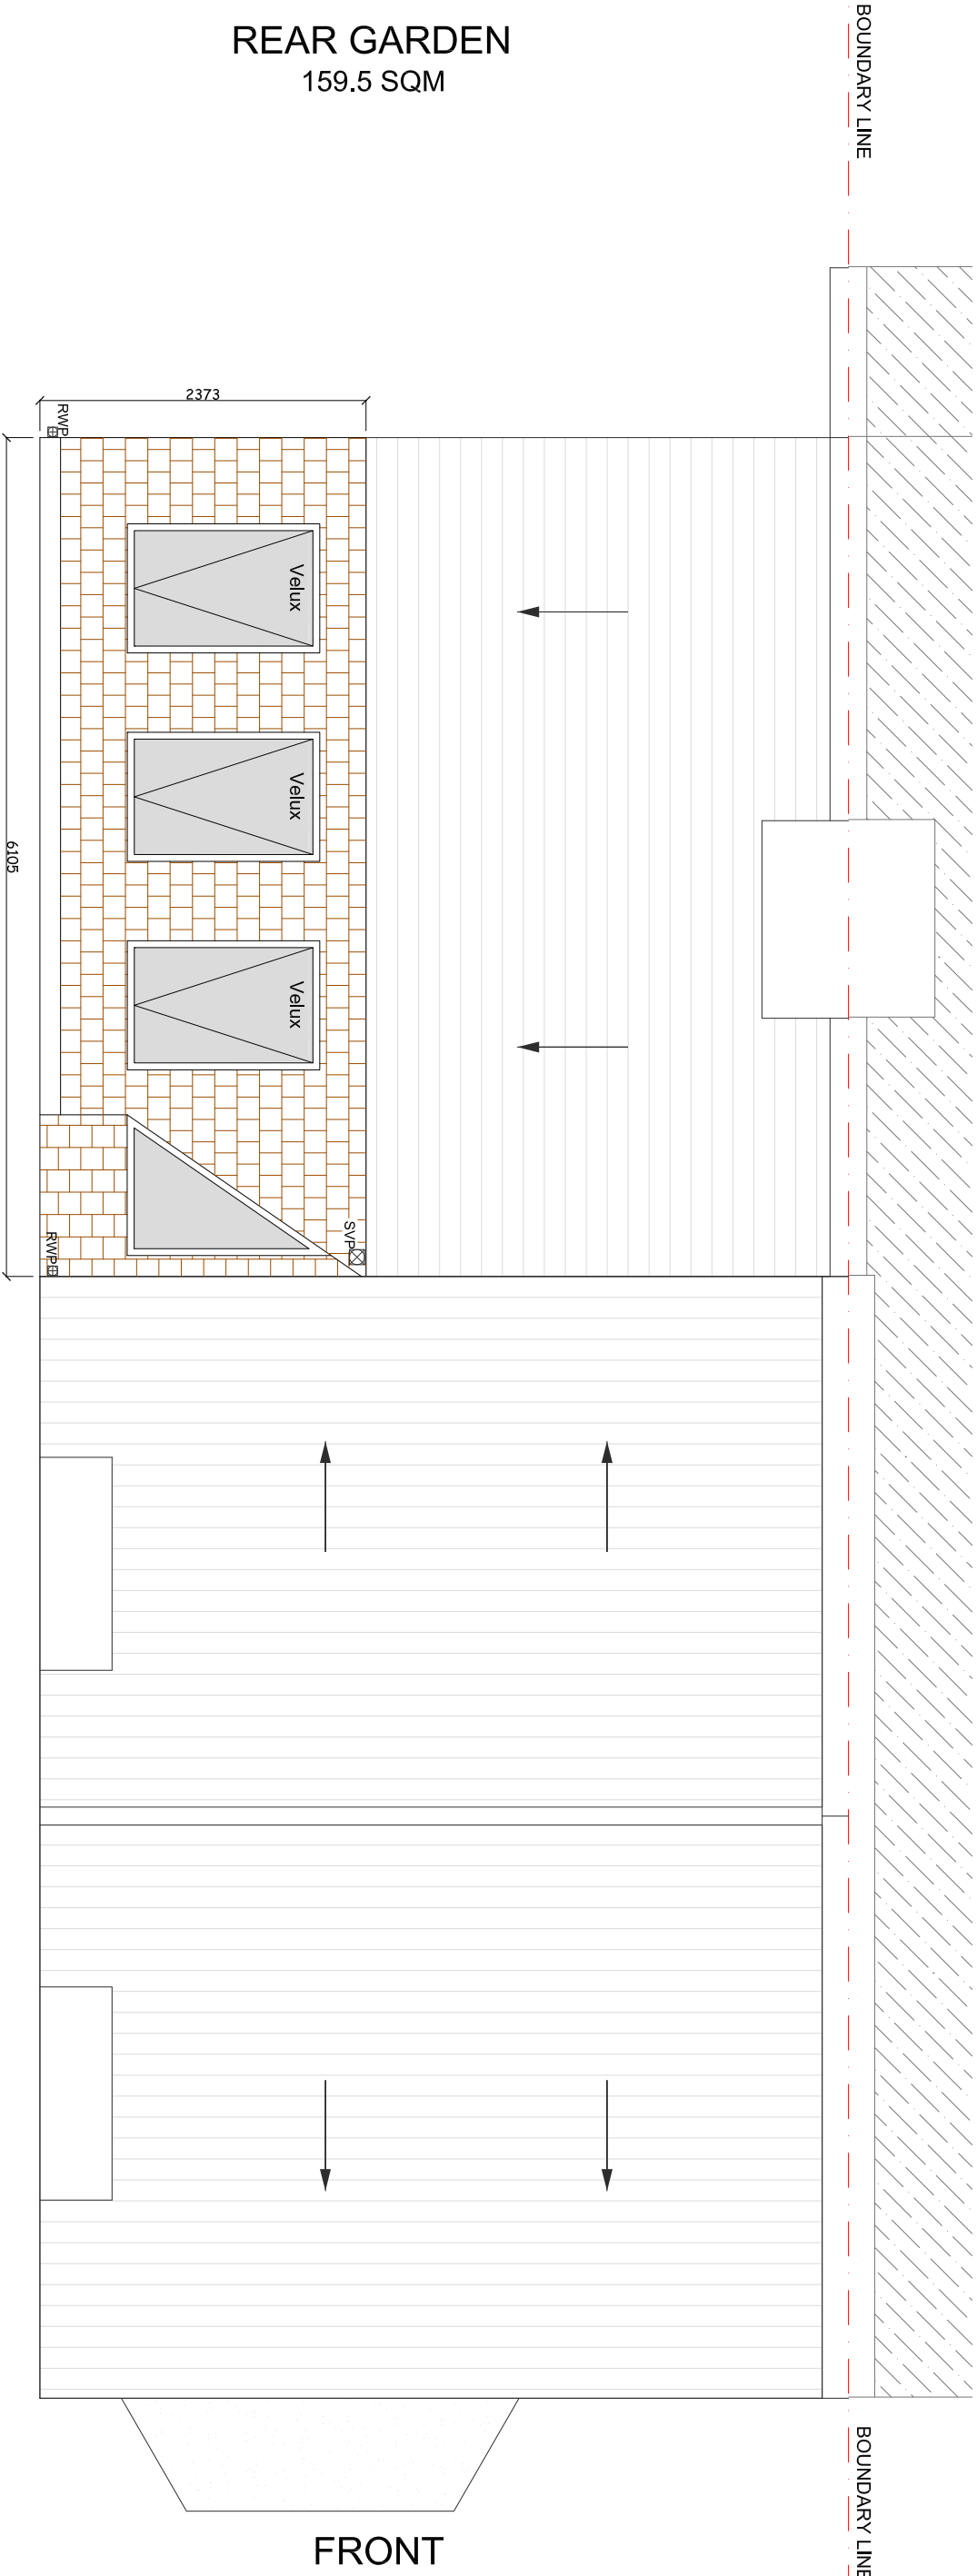 BOUNDARY LINE
REAR GARDEN
159.5 SQM
2373
RWP
Velux
Velux
6105
Velux
SVP
RWP
BOUNDARY LINE
FRONT